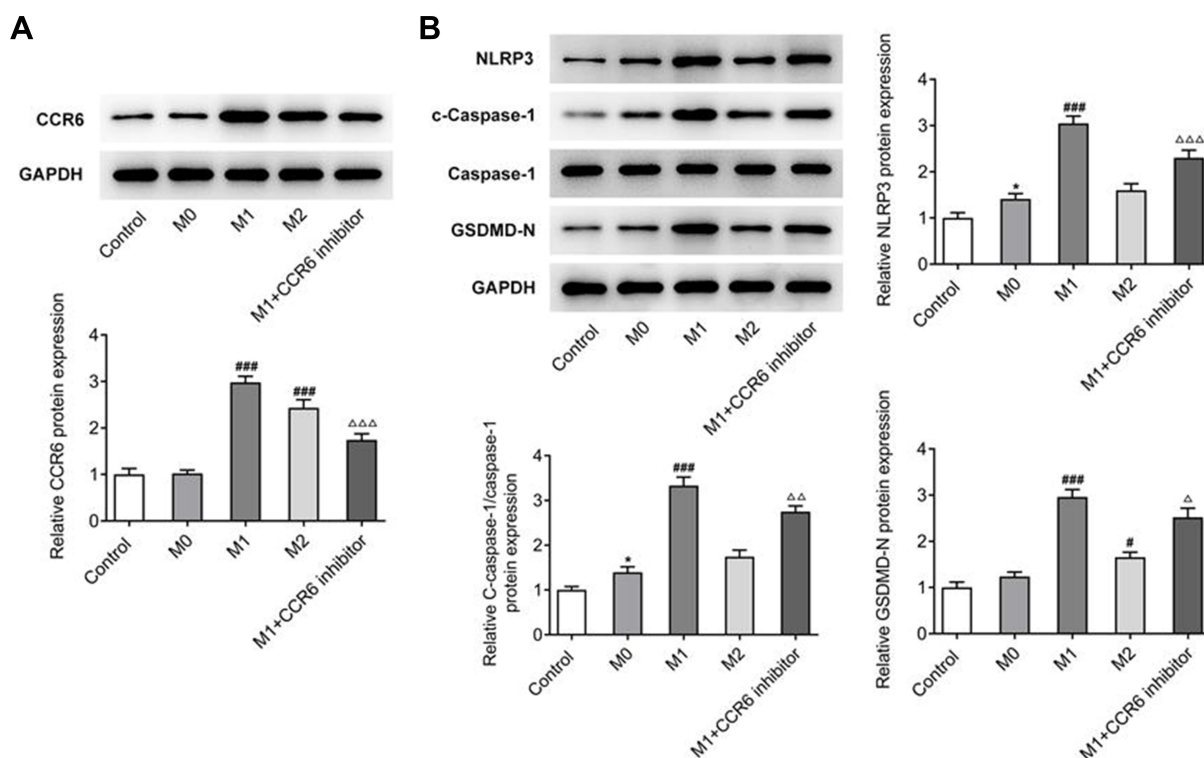 A
CCR6
GAPDH
Control
M0
M1
M2
M1+CCR6 inhibitor
Relative CCR6 protein expression
4
3
2
1
0
###
###
△△△
Control
M0
M1
M2
M1+CCR6 inhibitor
B
NLRP3
c-Caspase-1
Caspase-1
GSDMD-N
GAPDH
Control
M0
M1
M2
M1+CCR6 inhibitor
Relative NLRP3 protein expression
4
3
2
1
0
*
###
△△△
Control
M0
M1
M2
M1+CCR6 inhibitor
Relative C-caspase-1/caspase-1
protein expression
4
3
2
1
0
*
###
△△
Control
M0
M1
M2
M1+CCR6 inhibitor
Relative GSDMD-N protein expression
4
3
2
1
0
###
#
△
Control
M0
M1
M2
M1+CCR6 inhibitor